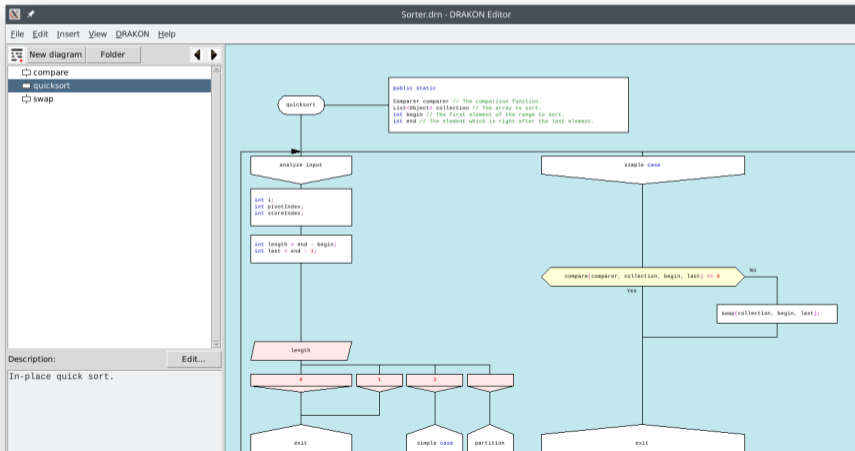 Sorter.drn - DRAKON Editor
File Edit Insert View DRAKON Help
New diagram Folder
compare
quicksort
swap
Description: Edit...
In-place quick sort.
quicksort
public static
Comparer comparer // The comparison function.
List<Object> collection // The array to sort.
int begin // The first element of the range to sort.
int end // The element which is right after the last element.
analyze input
int i;
int pivotIndex;
int storeIndex;
int length = end - begin;
int last = end - 1;
length
0 1 2
exit simple case partition
simple case
compare(comparer, collection, begin, last) <= 0
No
Yes
swap(collection, begin, last);
exit